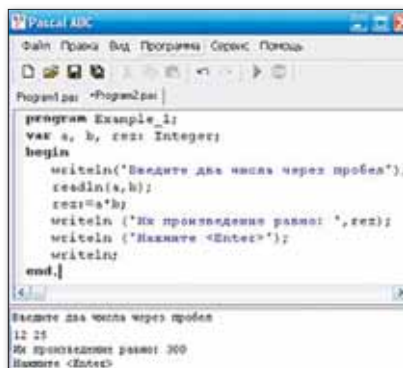 Pascal ABC
Файл Правка Вид Программа Сервис Помощь
Program1.pas •Program2.pas
program Example_1;
var a, b, rez: Integer;
begin
writeln("Введите два числа через пробел");
readln(a,b);
rez:=a*b;
writeln ("Их произведение равно: ",rez);
writeln ("Нажмите <Enter>");
writeln;
end.
Введите два числа через пробел
12 25
Их произведение равно: 300
Нажмите <Enter>